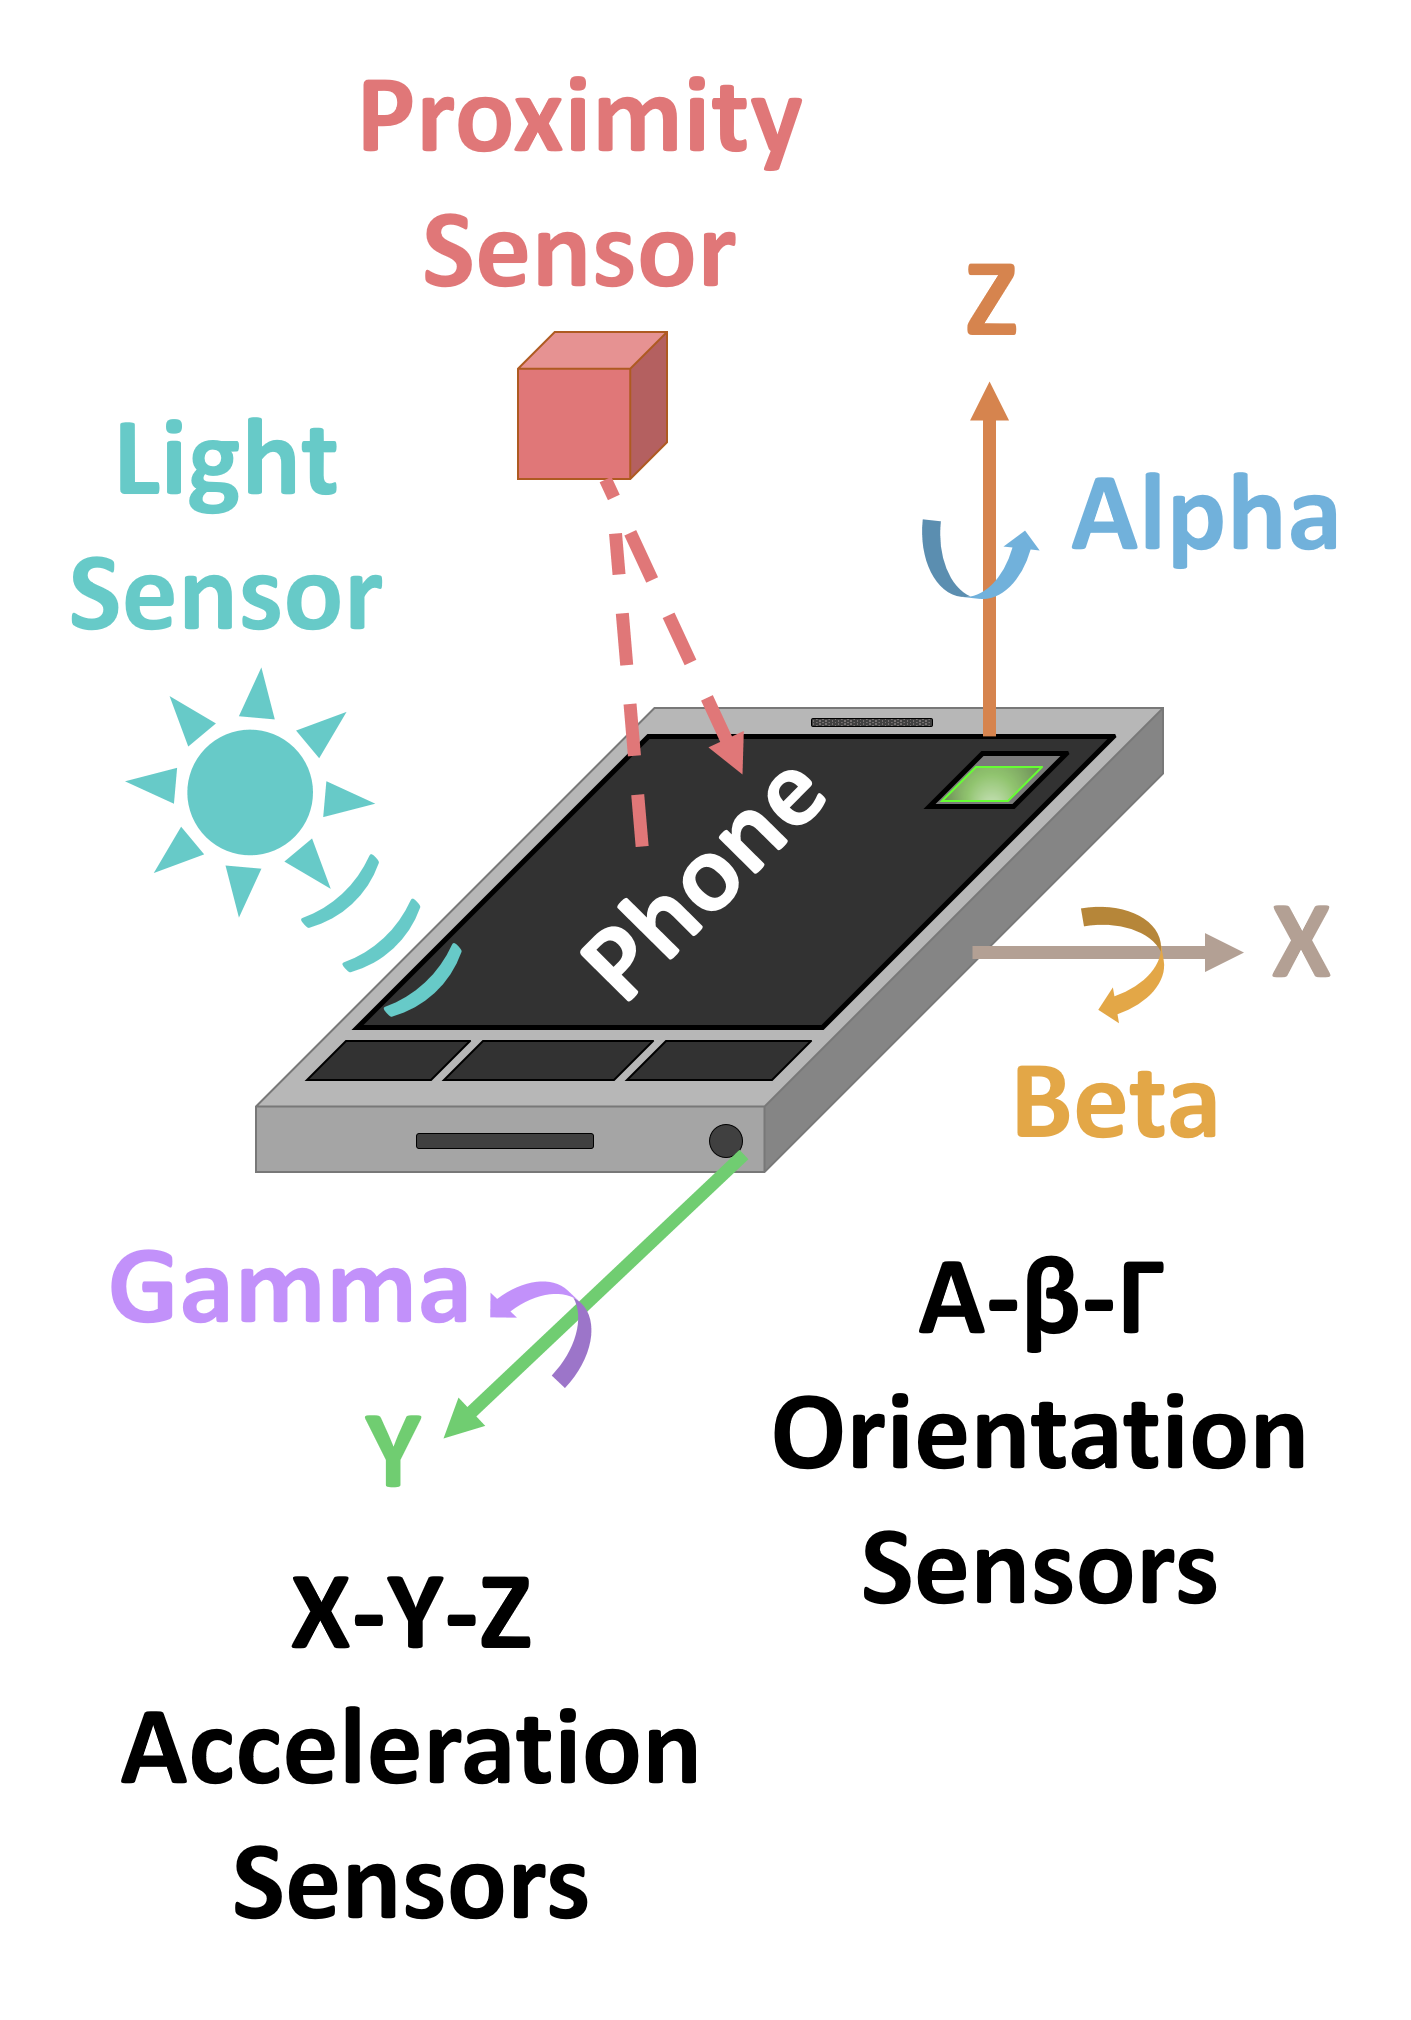 Proximity
Sensor
Z
Light
Sensor
Alpha
Phone
X
Beta
Gamma
Y
Α-β-Γ
Orientation
Sensors
X-Y-Z
Acceleration
Sensors